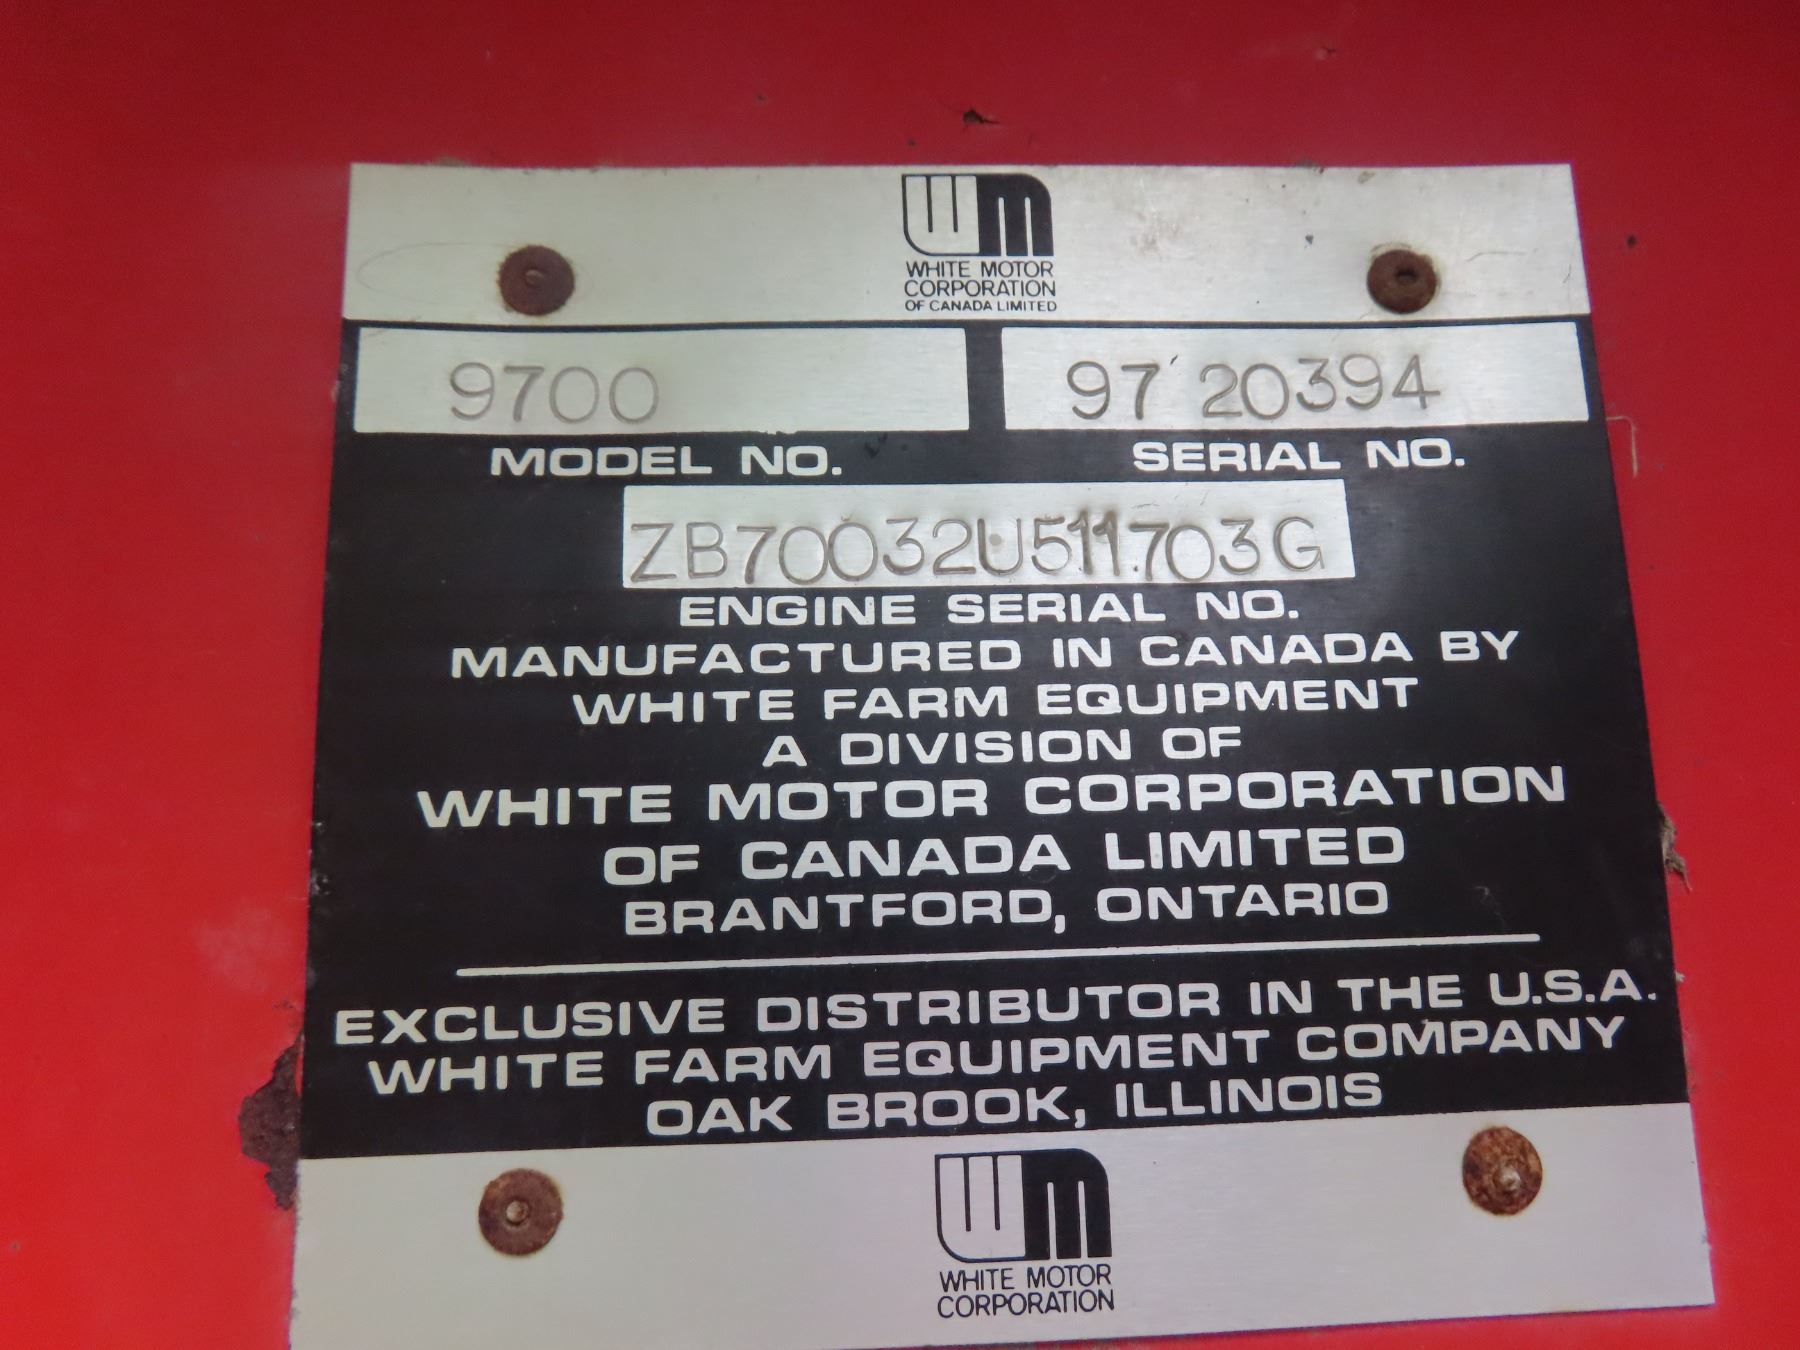 WM
WHITE MOTOR
CORPORATION
OF CANADA LIMITED
9700 97 20394
MODEL NO. SERIAL NO.
ZB70032U511703G
ENGINE SERIAL NO.
MANUFACTURED IN CANADA BY
WHITE FARM EQUIPMENT
A DIVISION OF
WHITE MOTOR CORPORATION
OF CANADA LIMITED
BRANTFORD, ONTARIO
EXCLUSIVE DISTRIBUTOR IN THE U.S.A.
WHITE FARM EQUIPMENT COMPANY
OAK BROOK, ILLINOIS
WM
WHITE MOTOR
CORPORATION